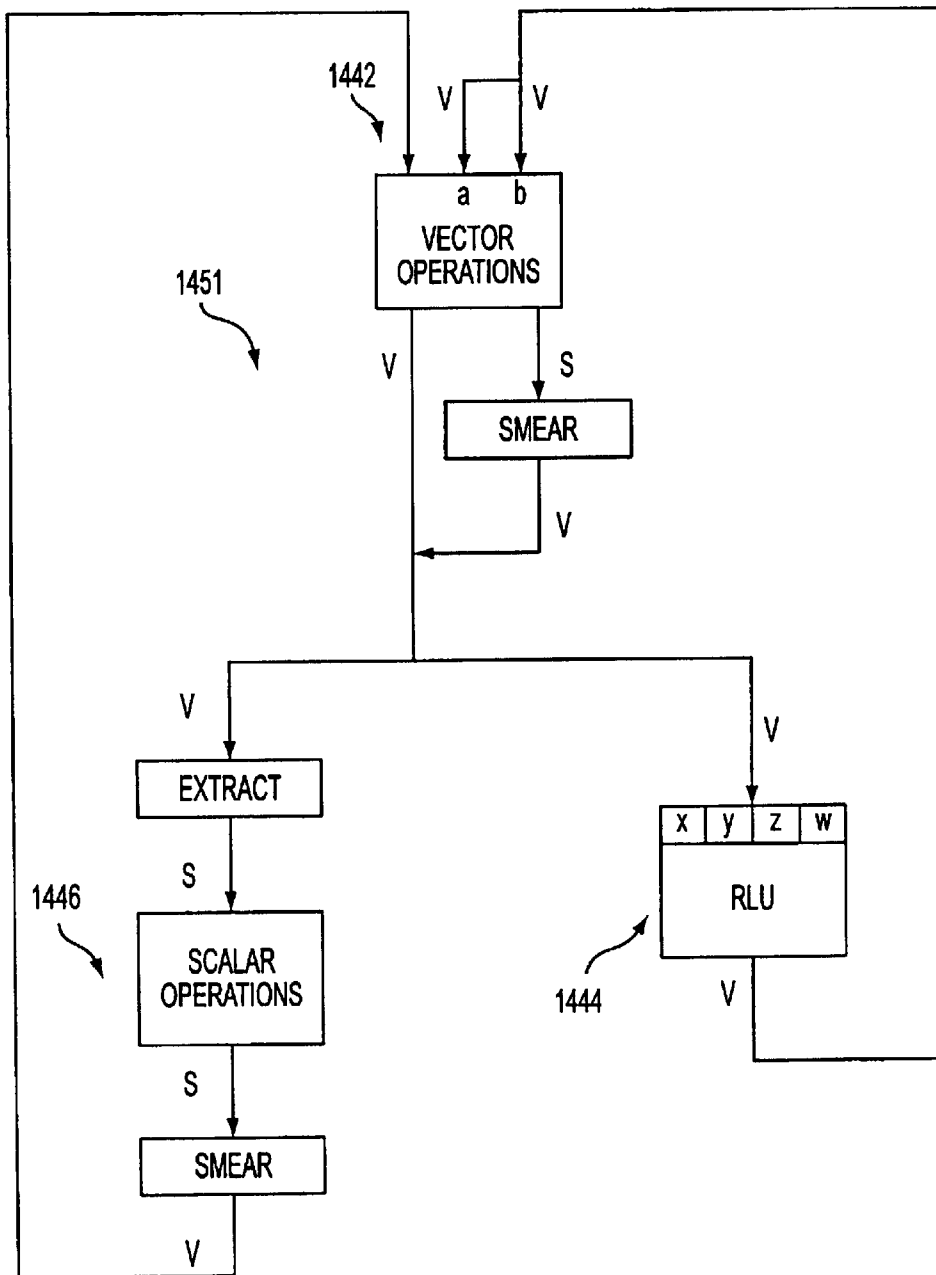 1442
V V
a b
VECTOR
OPERATIONS
1451
V
S
SMEAR
V
V
V
EXTRACT
x y z w
S
RLU
1446
SCALAR
OPERATIONS
1444
V
S
SMEAR
V